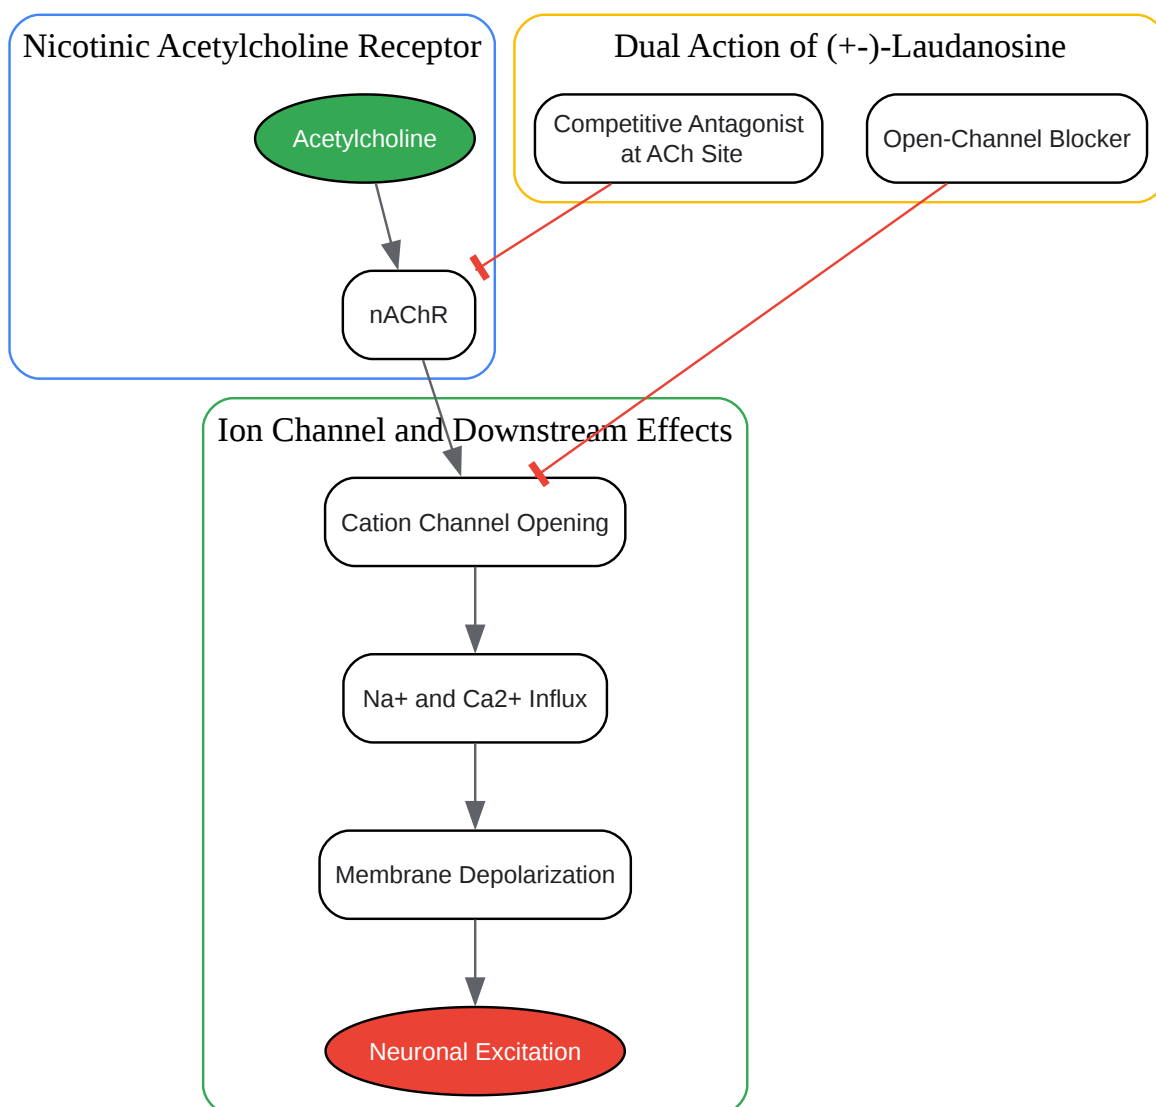 Nicotinic Acetylcholine Receptor
Dual Action of (+-)-Laudanosine
Acetylcholine
Competitive Antagonist
at ACh Site
Open-Channel Blocker
nAChR
Ion Channel and Downstream Effects
Cation Channel Opening
Na+ and Ca2+ Influx
Membrane Depolarization
Neuronal Excitation